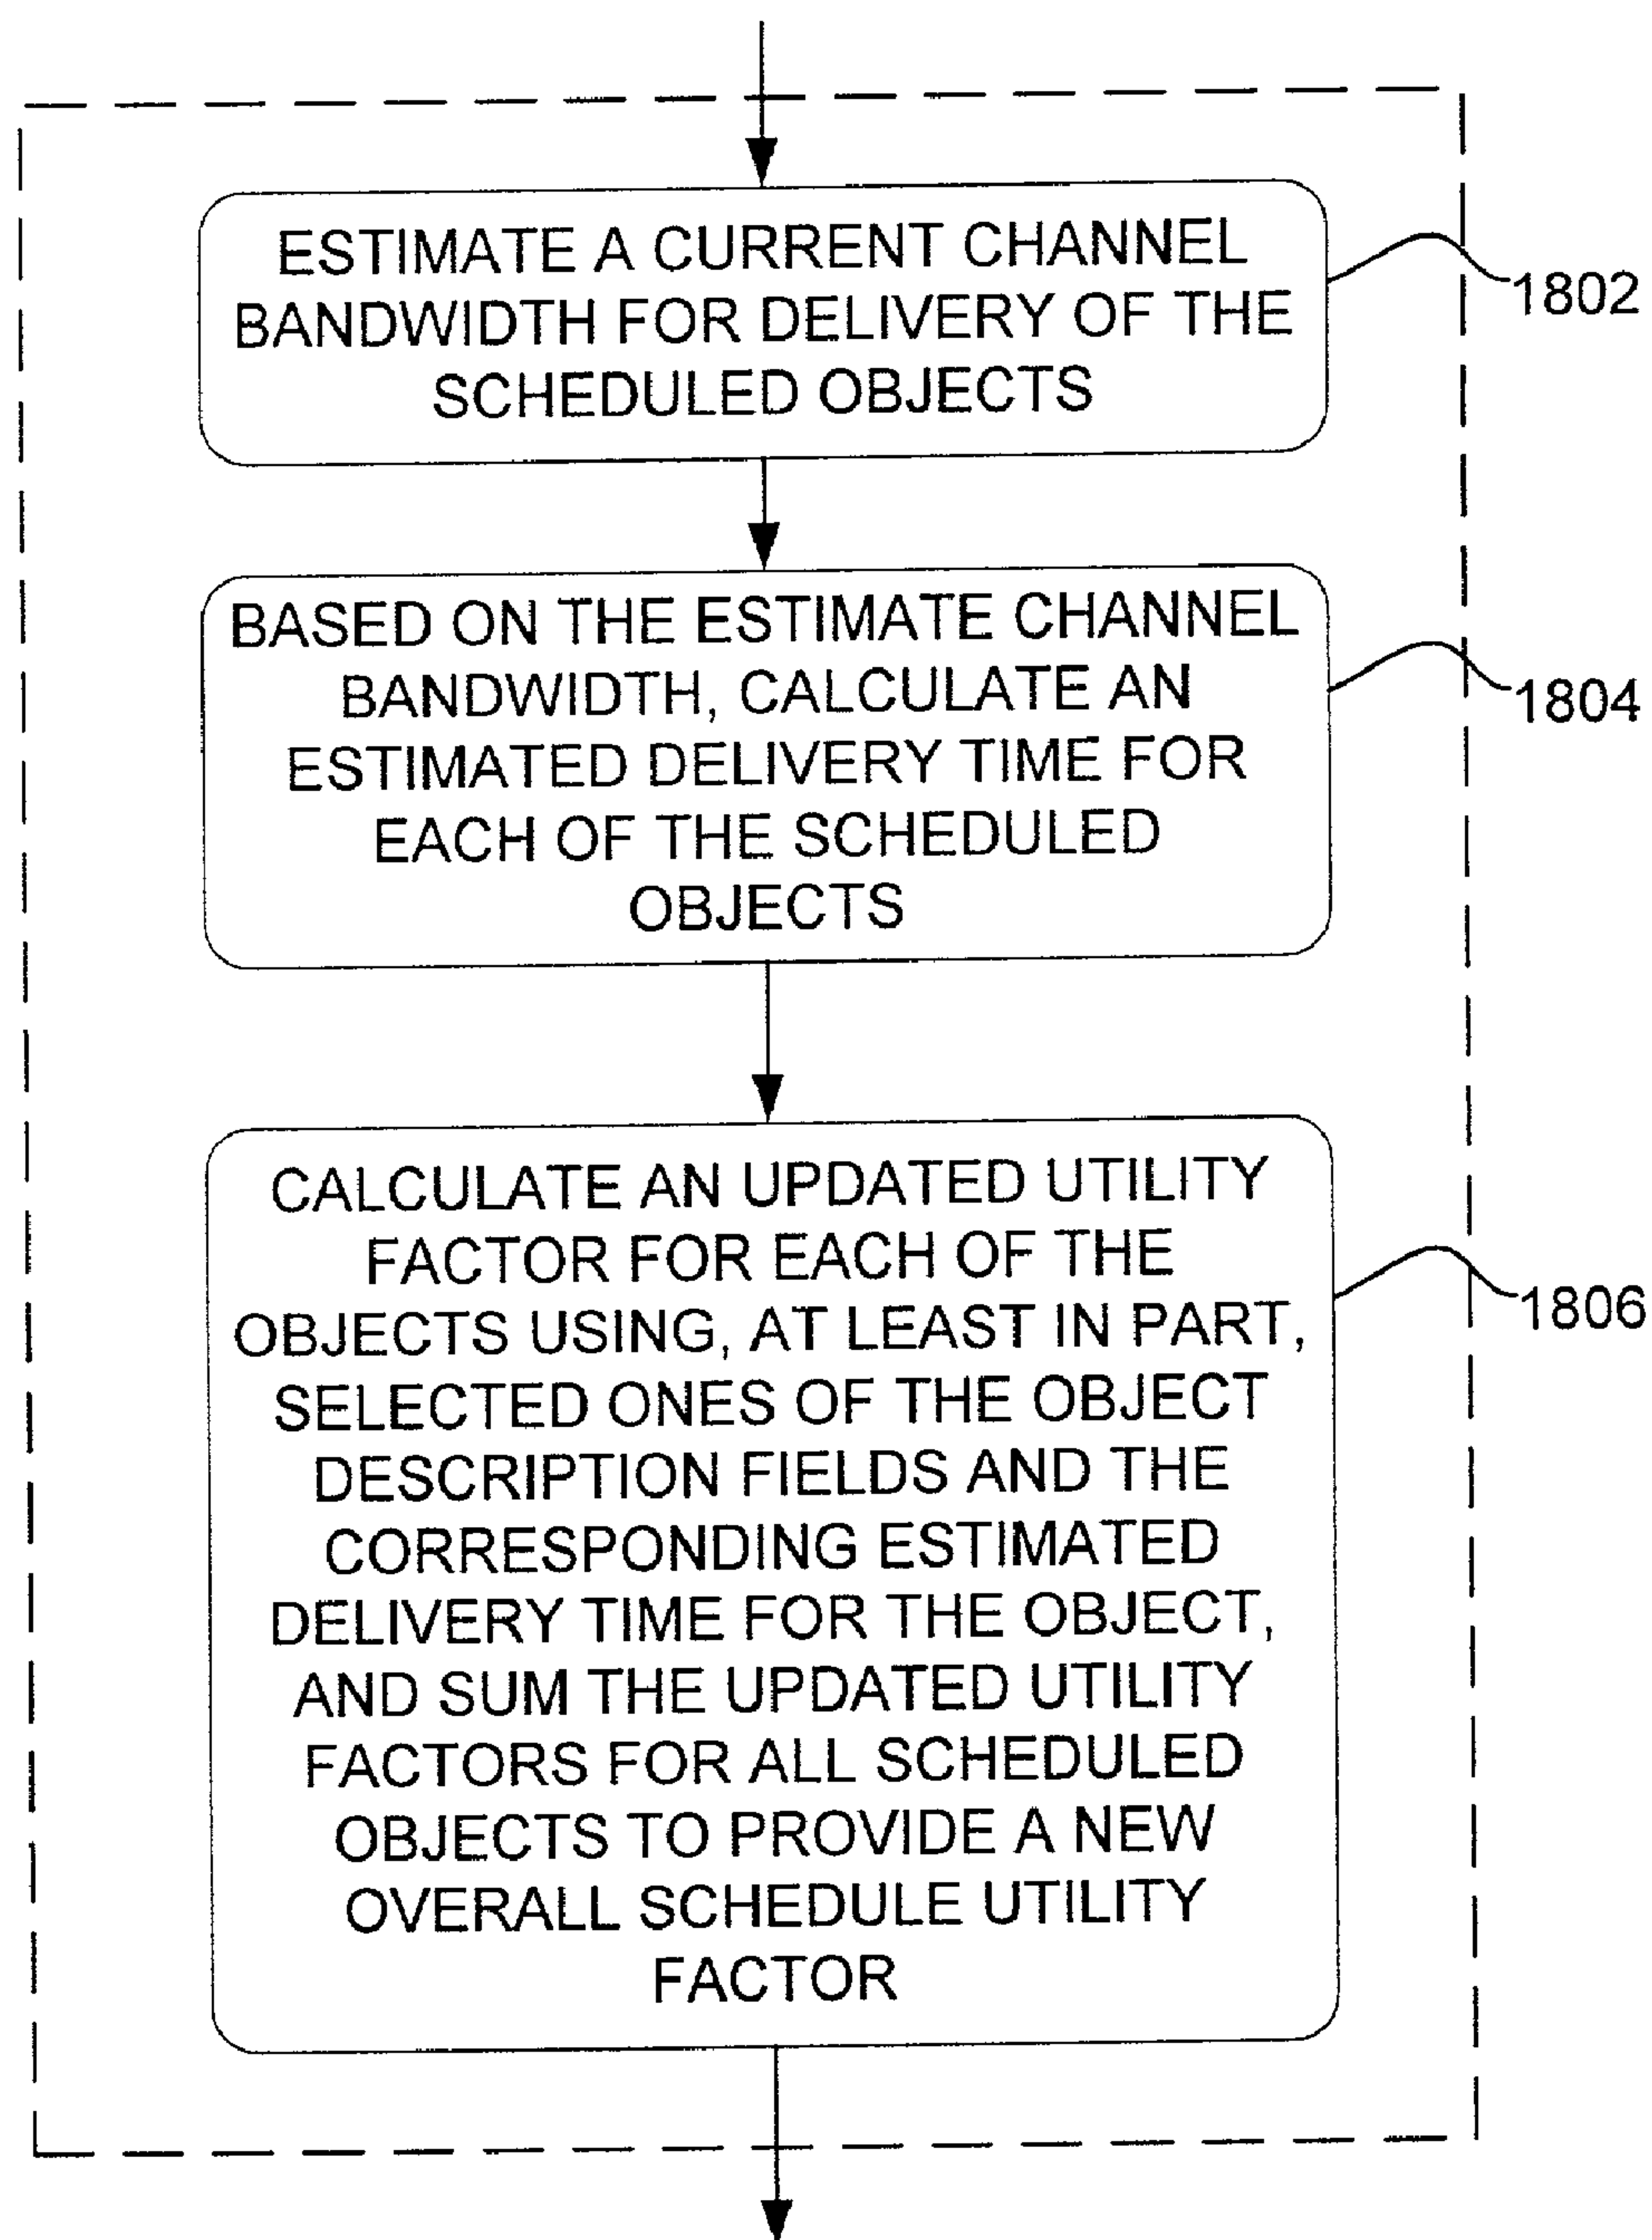 ESTIMATE A CURRENT CHANNEL
BANDWIDTH FOR DELIVERY OF THE
SCHEDULED OBJECTS
1802
BASED ON THE ESTIMATE CHANNEL
BANDWIDTH, CALCULATE AN
ESTIMATED DELIVERY TIME FOR
EACH OF THE SCHEDULED
OBJECTS
1804
CALCULATE AN UPDATED UTILITY
FACTOR FOR EACH OF THE
OBJECTS USING, AT LEAST IN PART,
SELECTED ONES OF THE OBJECT
DESCRIPTION FIELDS AND THE
CORRESPONDING ESTIMATED
DELIVERY TIME FOR THE OBJECT,
AND SUM THE UPDATED UTILITY
FACTORS FOR ALL SCHEDULED
OBJECTS TO PROVIDE A NEW
OVERALL SCHEDULE UTILITY
FACTOR
1806